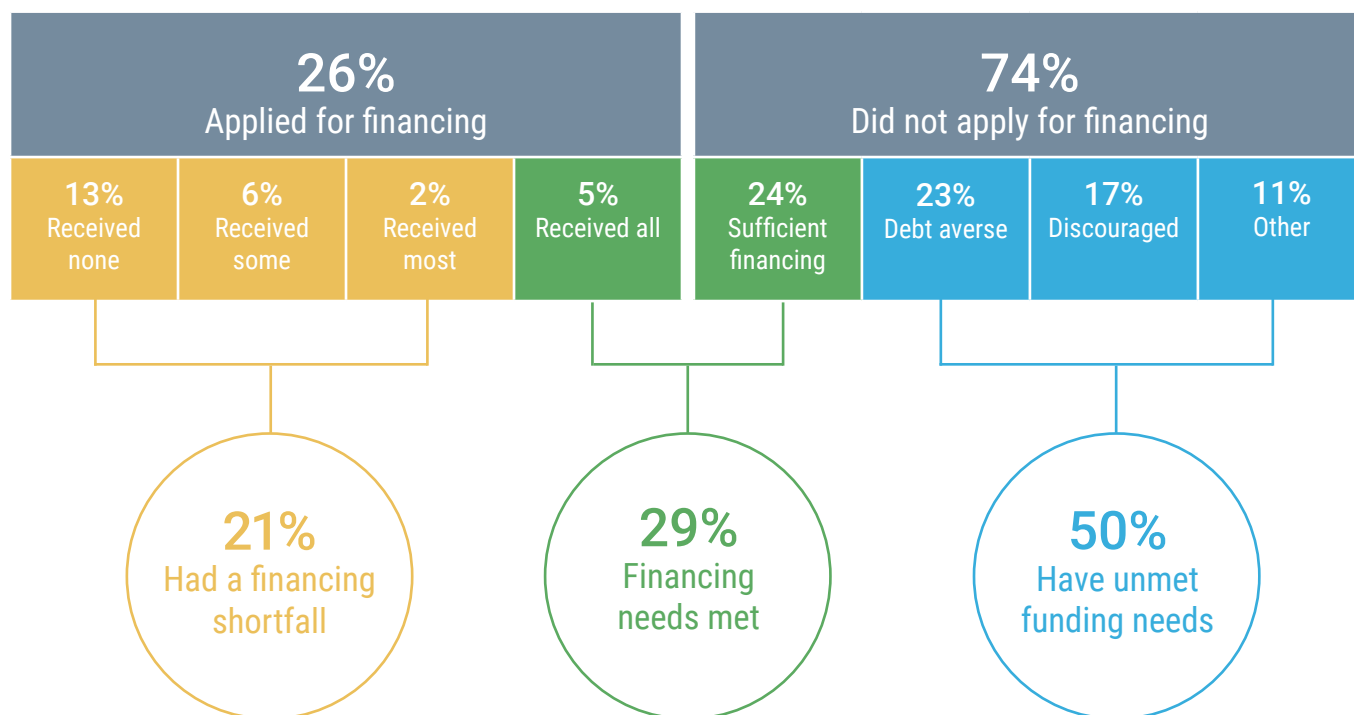 26%
Applied for financing
74%
Did not apply for financing
13%
Received
none
6%
Received
some
2%
Received
most
5%
Received all
24%
Sufficient
financing
23%
Debt averse
17%
Discouraged
11%
Other
21%
Had a financing
shortfall
29%
Financing
needs met
50%
Have unmet
funding needs